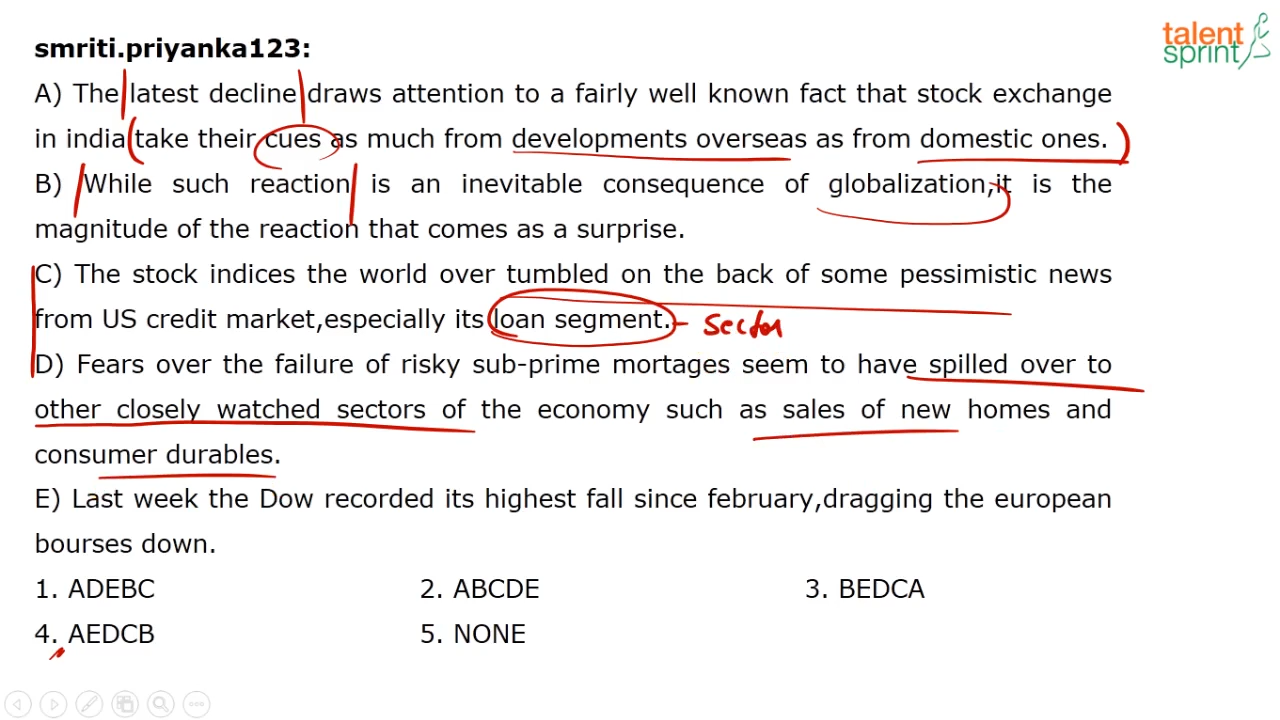 talent
sprint
smriti.priyanka123:
A) The latest decline draws attention to a fairly well known fact that stock exchange
in india take their cues as much from developments overseas as from domestic ones.
B) While such reaction is an inevitable consequence of globalization,it is the
magnitude of the reaction that comes as a surprise.
C) The stock indices the world over tumbled on the back of some pessimistic news
from US credit market,especially its loan segment. - sector
D) Fears over the failure of risky sub-prime mortages seem to have spilled over to
other closely watched sectors of the economy such as sales of new homes and
consumer durables.
E) Last week the Dow recorded its highest fall since february,dragging the european
bourses down.
1. ADEBC 2. ABCDE 3. BEDCA
4. AEDCB 5. NONE